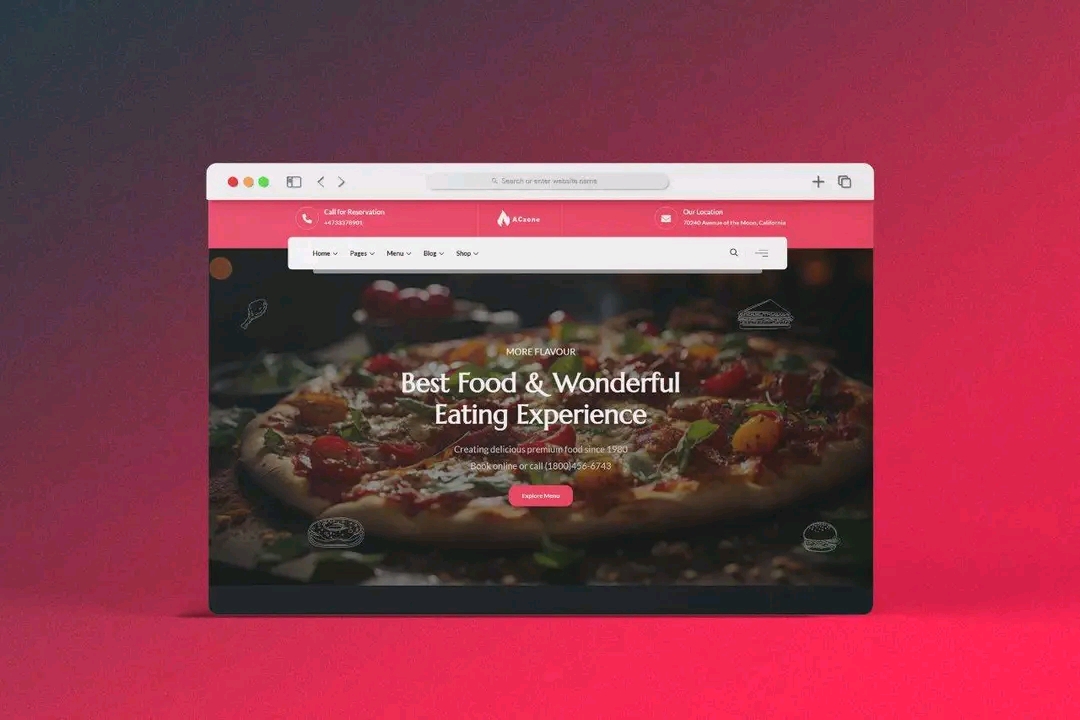 Search or enter website name
Call for Reservation
+4733378901
ACzone
Our Location
70240 Avenue of the Moon, California
Home
Pages
Menu
Blog
Shop
MORE FLAVOUR
Best Food & Wonderful
Eating Experience
Creating delicious premium food since 1980
Book online or call (1800)456-6743
Explore Menu